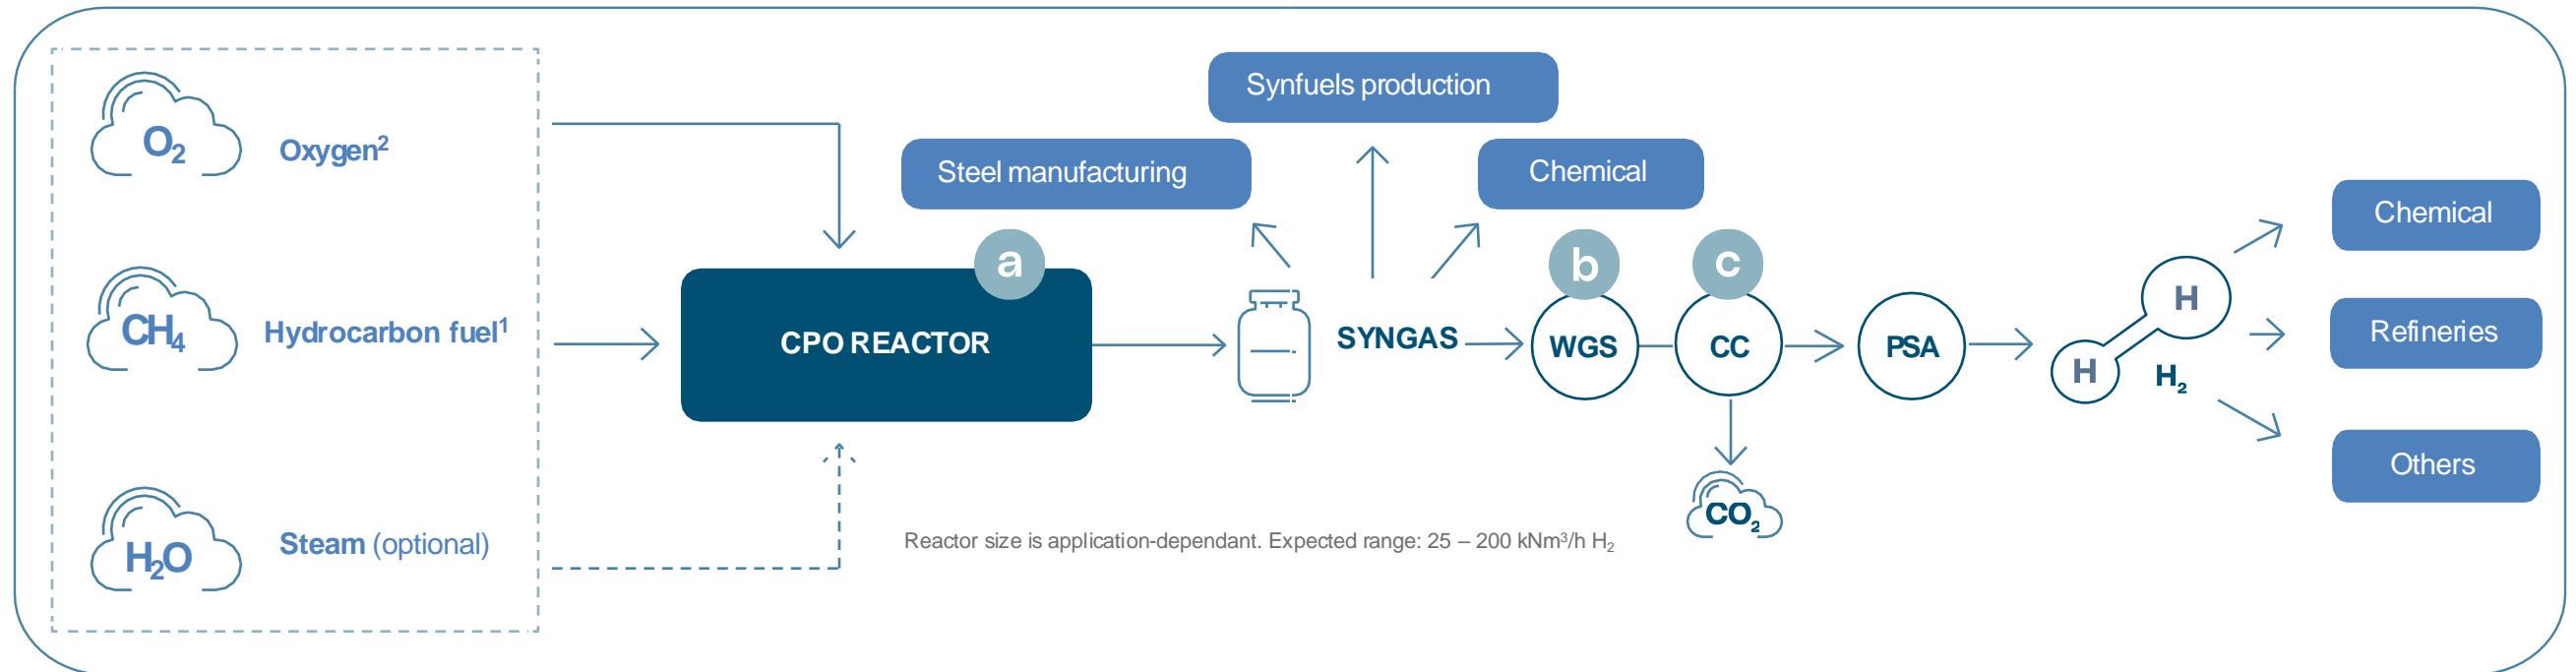 O₂
Oxygen²
CH₄
Hydrocarbon fuel¹
H₂O
Steam (optional)
CPO REACTOR
a
Steel manufacturing
Synfuels production
Chemical
SYNGAS
b
WGS
c
CC
CO₂
PSA
H
H
H₂
Chemical
Refineries
Others
Reactor size is application-dependant. Expected range: 25 – 200 kNm³/h H₂